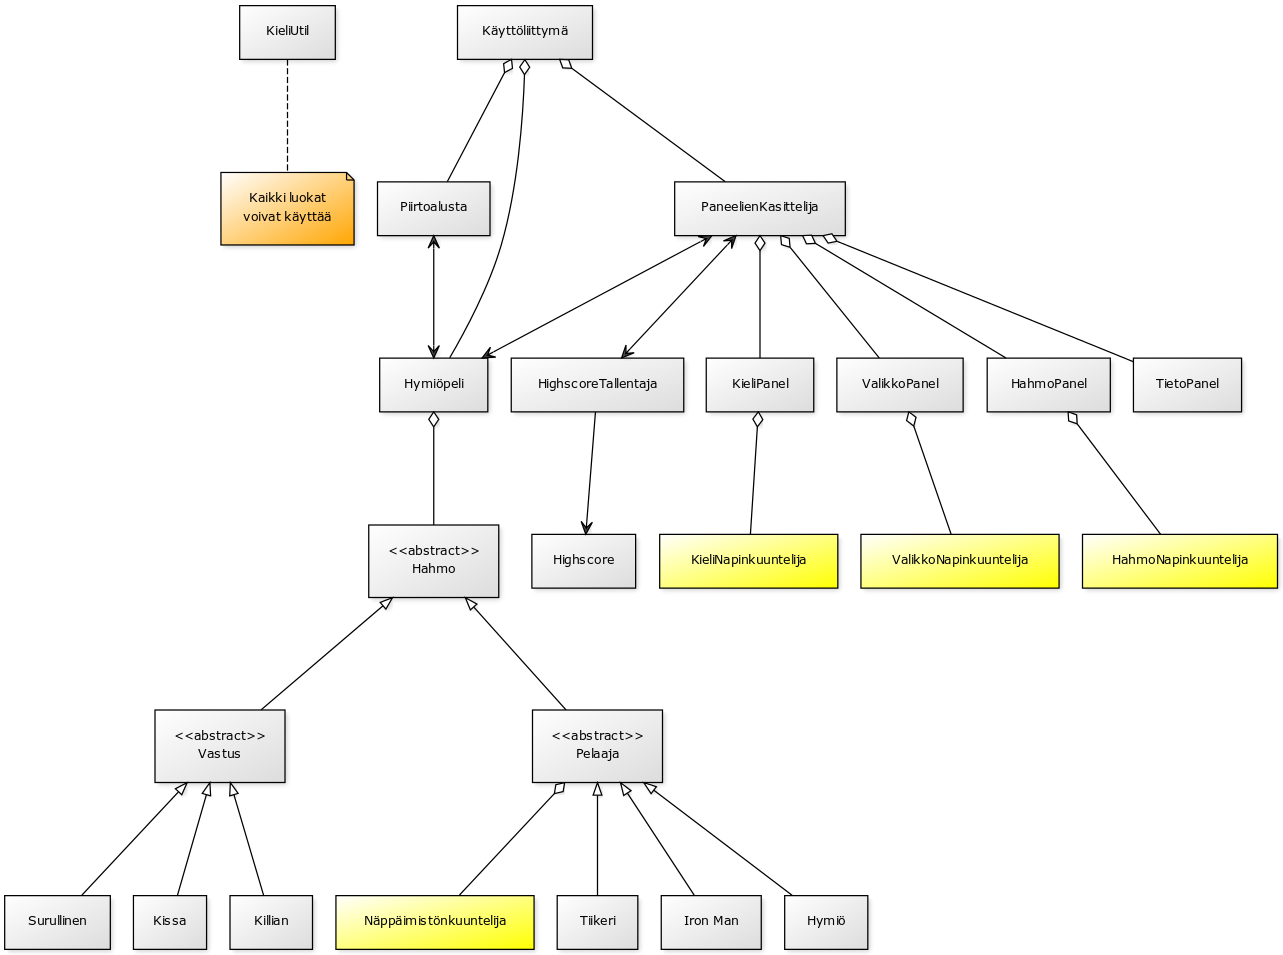 KieliUtil
Käyttöliittymä
Kaikki luokat
voivat käyttää
Piirtoalusta
PaneelienKasittelija
Hymiöpeli
HighscoreTallentaja
KieliPanel
ValikkoPanel
HahmoPanel
TietoPanel
<<abstract>>
Hahmo
Highscore
KieliNapinkuuntelija
ValikkoNapinkuuntelija
HahmoNapinkuuntelija
<<abstract>>
Vastus
<<abstract>>
Pelaaja
Surullinen
Kissa
Killian
Näppäimistönkuuntelija
Tiikeri
Iron Man
Hymiö